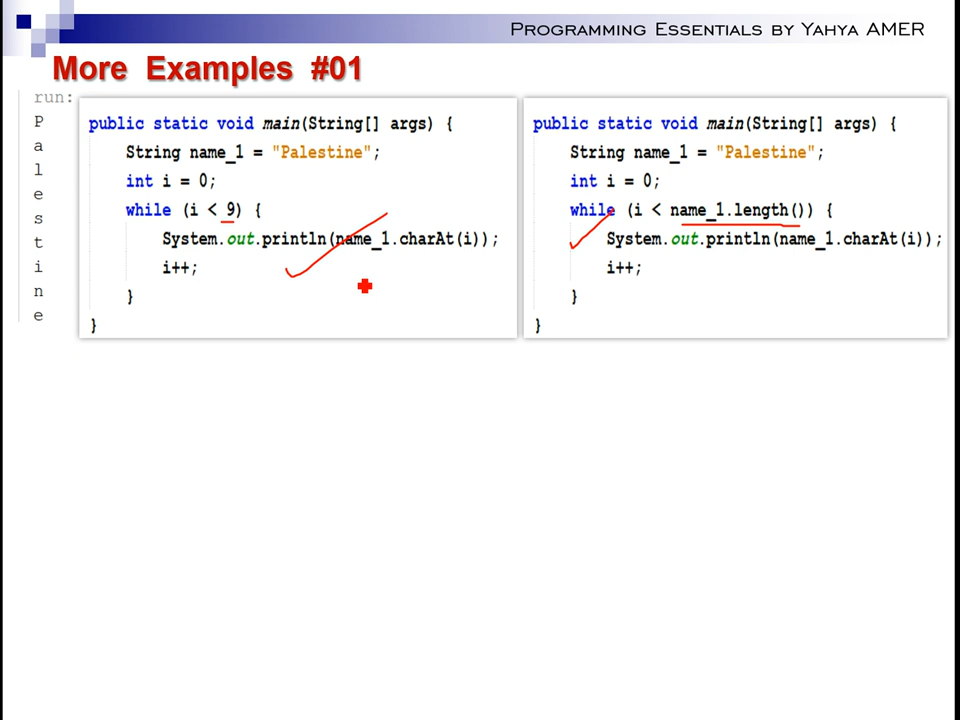 PROGRAMMING ESSENTIALS BY YAHYA AMER
More Examples #01
run:
P
a
l
e
s
t
i
n
e
public static void main(String[] args) {
String name_1 = "Palestine";
int i = 0;
while (i < 9) {
System.out.println(name_1.charAt(i));
i++;
}
}
public static void main(String[] args) {
String name_1 = "Palestine";
int i = 0;
while (i < name_1.length()) {
System.out.println(name_1.charAt(i));
i++;
}
}